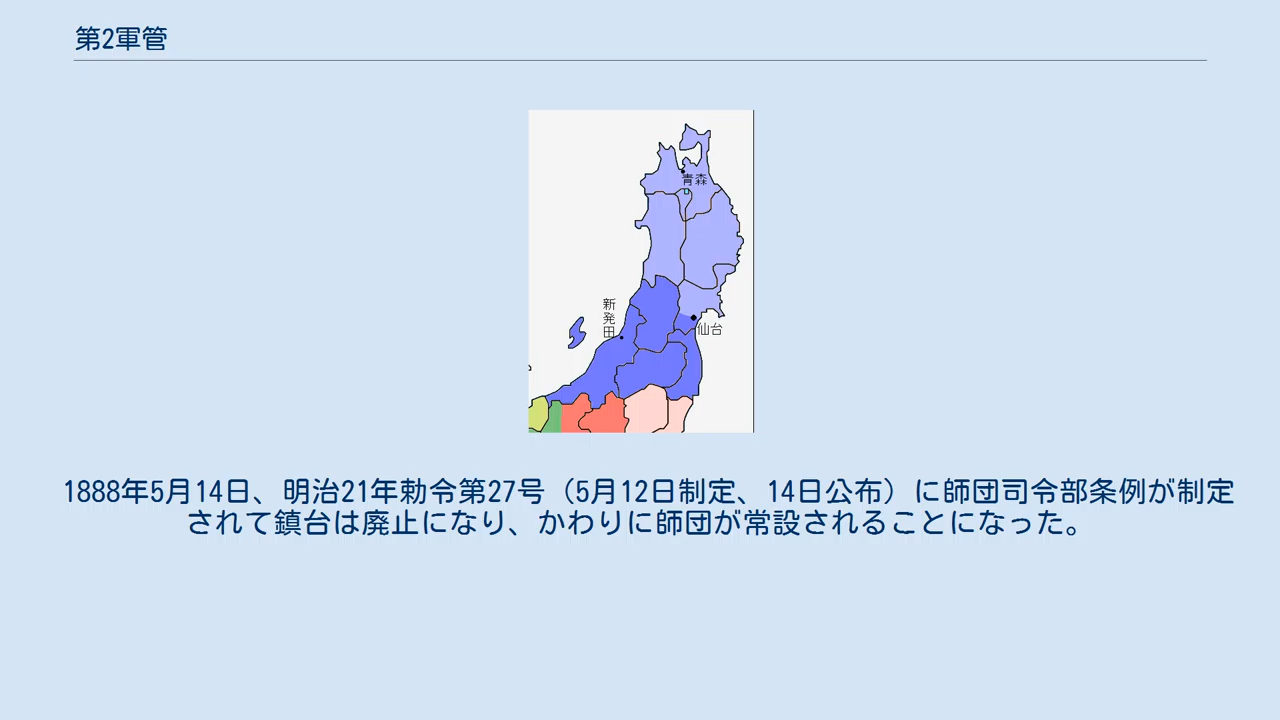 第2軍管
青森
新発田
仙台
1888年5月14日、明治21年勅令第27号（5月12日制定、14日公布）に師団司令部条例が制定
されて鎮台は廃止になり、かわりに師団が常設されることになった。